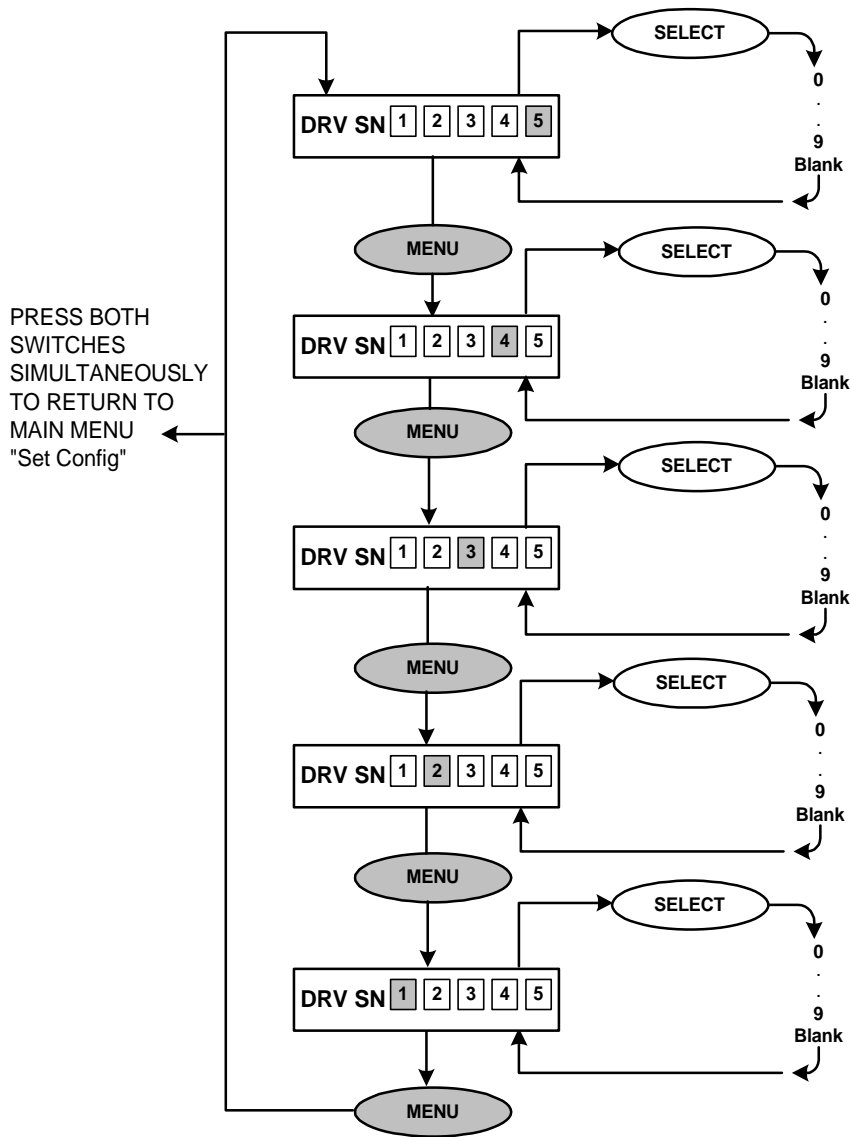 SELECT
0
.
.
9
Blank
DRV SN 1 2 3 4 5
MENU
SELECT
0
.
.
9
Blank
DRV SN 1 2 3 4 5
PRESS BOTH
SWITCHES
SIMULTANEOUSLY
TO RETURN TO
MAIN MENU
"Set Config"
MENU
SELECT
0
.
.
9
Blank
DRV SN 1 2 3 4 5
MENU
SELECT
0
.
.
9
Blank
DRV SN 1 2 3 4 5
MENU
SELECT
0
.
.
9
Blank
DRV SN 1 2 3 4 5
MENU